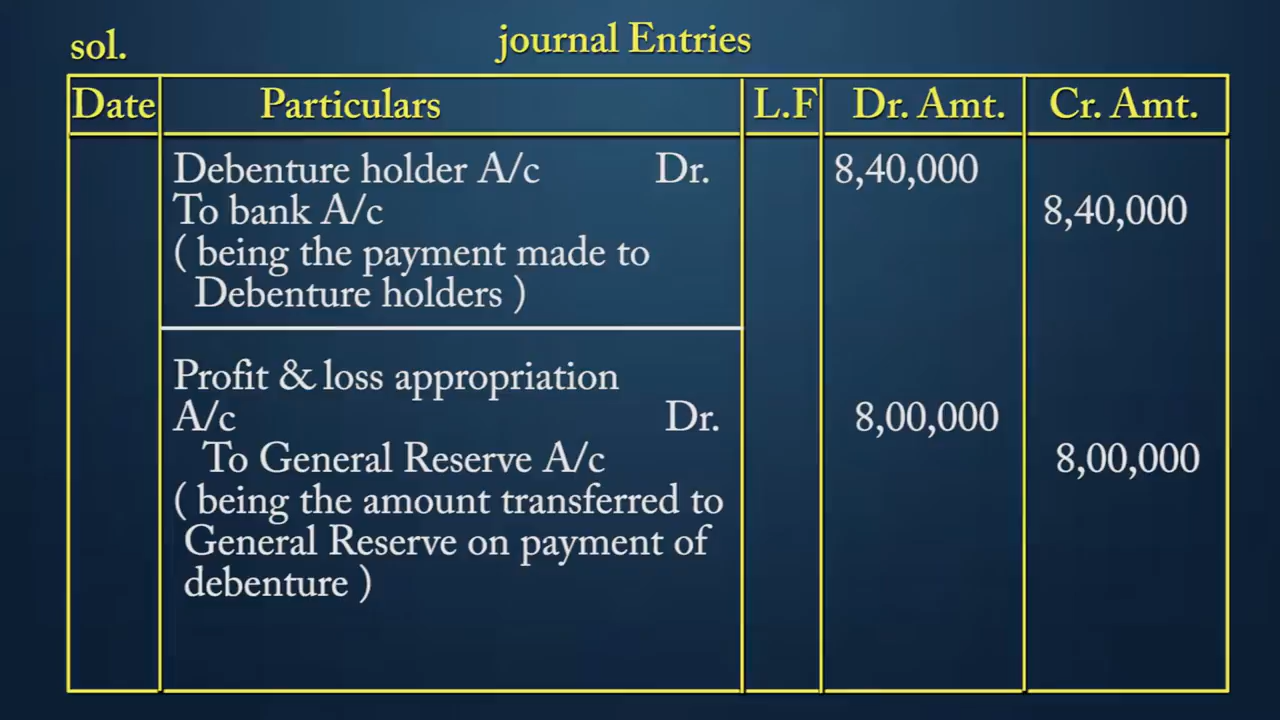 sol.
journal Entries
Date Particulars L.F Dr. Amt. Cr. Amt.
Debenture holder A/c Dr. 8,40,000
To bank A/c 8,40,000
( being the payment made to
Debenture holders )
Profit & loss appropriation
A/c Dr. 8,00,000
To General Reserve A/c 8,00,000
( being the amount transferred to
General Reserve on payment of
debenture )